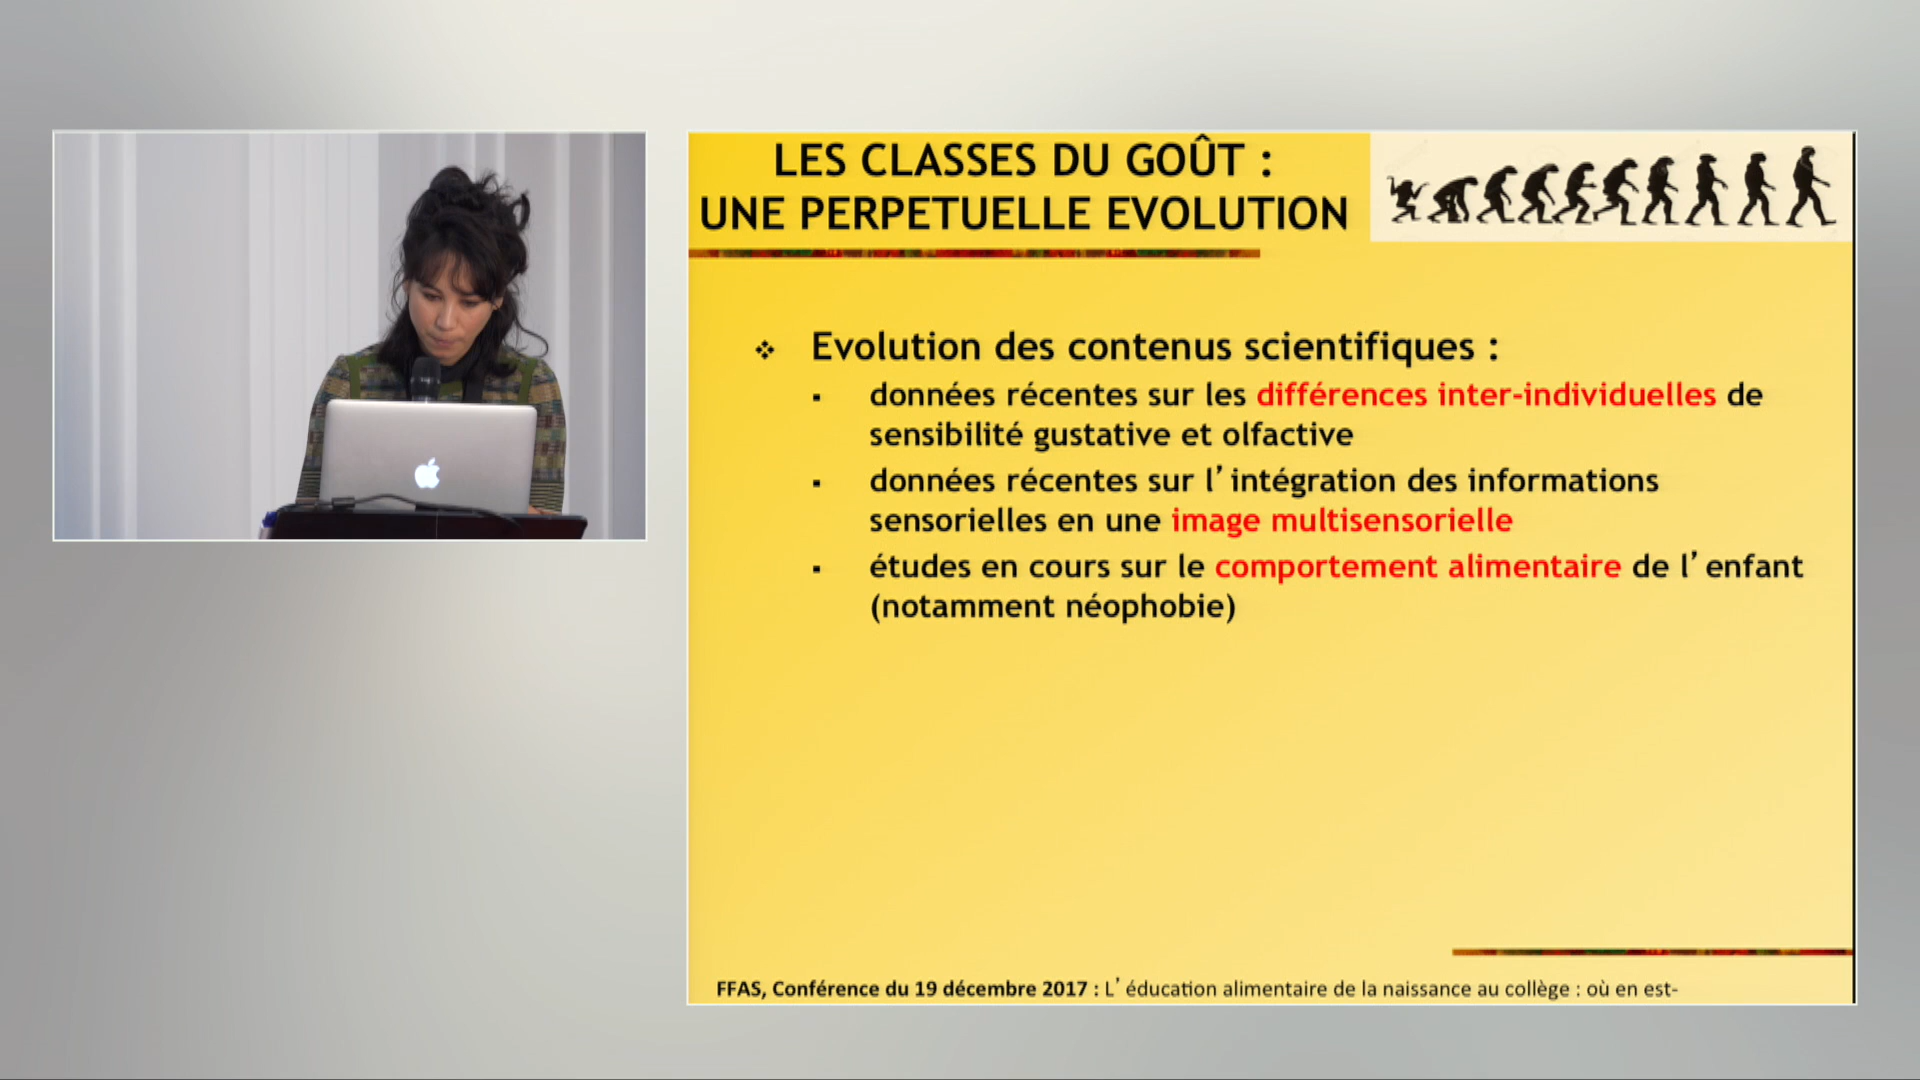 LES CLASSES DU GOÛT :
UNE PERPETUELLE EVOLUTION
Evolution des contenus scientifiques :
données récentes sur les différences inter-individuelles de
sensibilité gustative et olfactive
données récentes sur l’intégration des informations
sensorielles en une image multisensorielle
études en cours sur le comportement alimentaire de l’enfant
(notamment néophobie)
FFAS, Conférence du 19 décembre 2017 : L’éducation alimentaire de la naissance au collège : où en est-